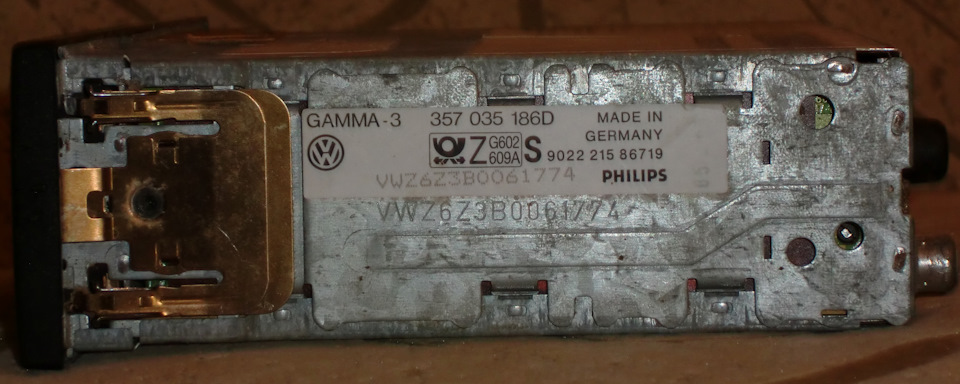 GAMMA-3 357 035 186D MADE IN
GERMANY
Z G602 609A S 9022 215 86719
VWZ6Z3B0061774 PHILIPS
VWZ6Z3B0061774